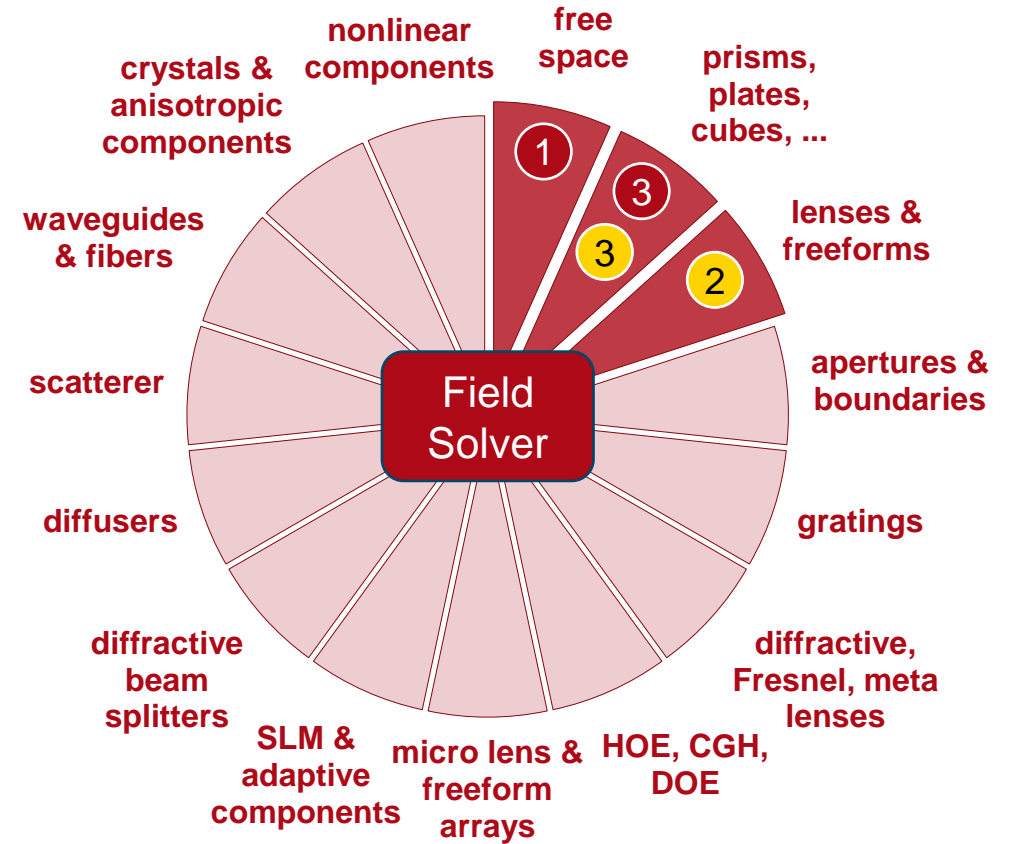 free
space
prisms,
plates,
cubes, ...
lenses &
freeforms
apertures &
boundaries
gratings
diffractive,
Fresnel, meta
lenses
HOE, CGH,
DOE
micro lens &
freeform
arrays
SLM &
adaptive
components
diffractive
beam
splitters
diffusers
scatterer
waveguides
& fibers
crystals &
anisotropic
components
nonlinear
components
1
3
3
2
Field
Solver